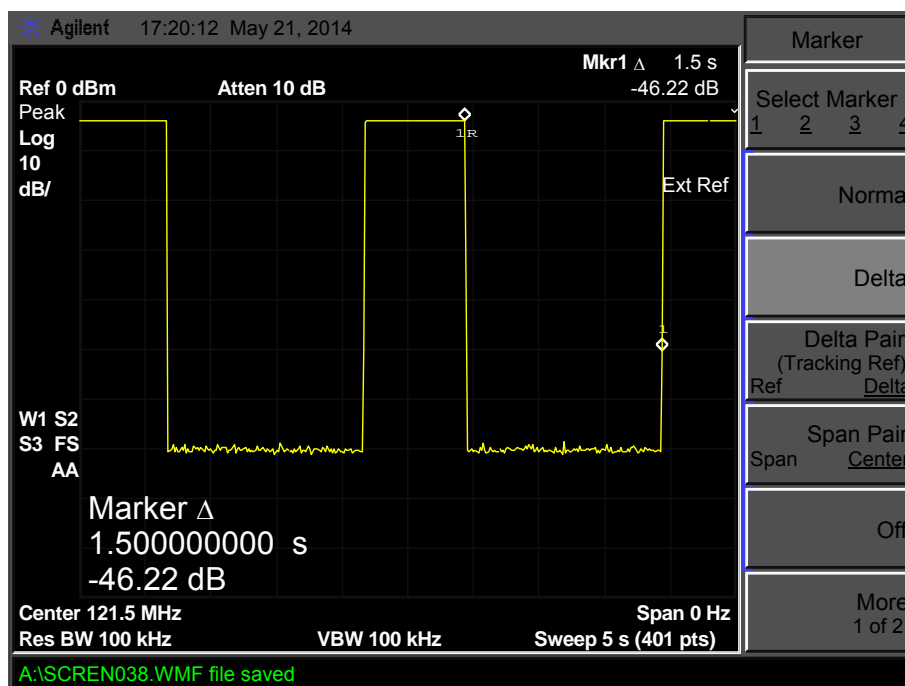 Agilent 17:20:12 May 21, 2014
Mkr1 Δ 1.5 s
Ref 0 dBm Atten 10 dB -46.22 dB
Peak
Log
10
dB/
1R
Ext Ref
1
W1 S2
S3 FS
AA
Marker Δ
1.500000000 s
-46.22 dB
Center 121.5 MHz Span 0 Hz
Res BW 100 kHz VBW 100 kHz Sweep 5 s (401 pts)
A:\SCREN038.WMF file saved
Marker
Select Marker
1 2 3 4
Norma
Delta
Delta Pair
(Tracking Ref)
Ref Delta
Span Pair
Span Center
Off
More
1 of 2